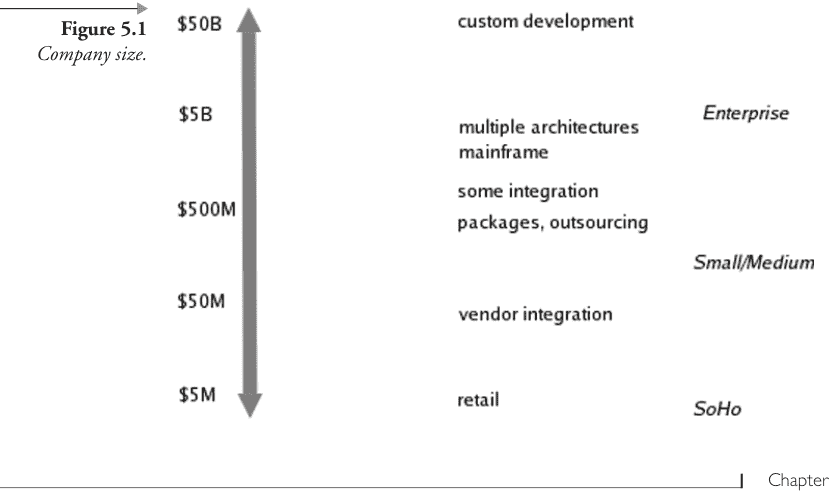 Figure 5.1
Company size.
$50B
custom development
$5B
Enterprise
multiple architectures
mainframe
some integration
$500M
packages, outsourcing
Small/Medium
$50M
vendor integration
$5M
retail
SoHo
Chapter